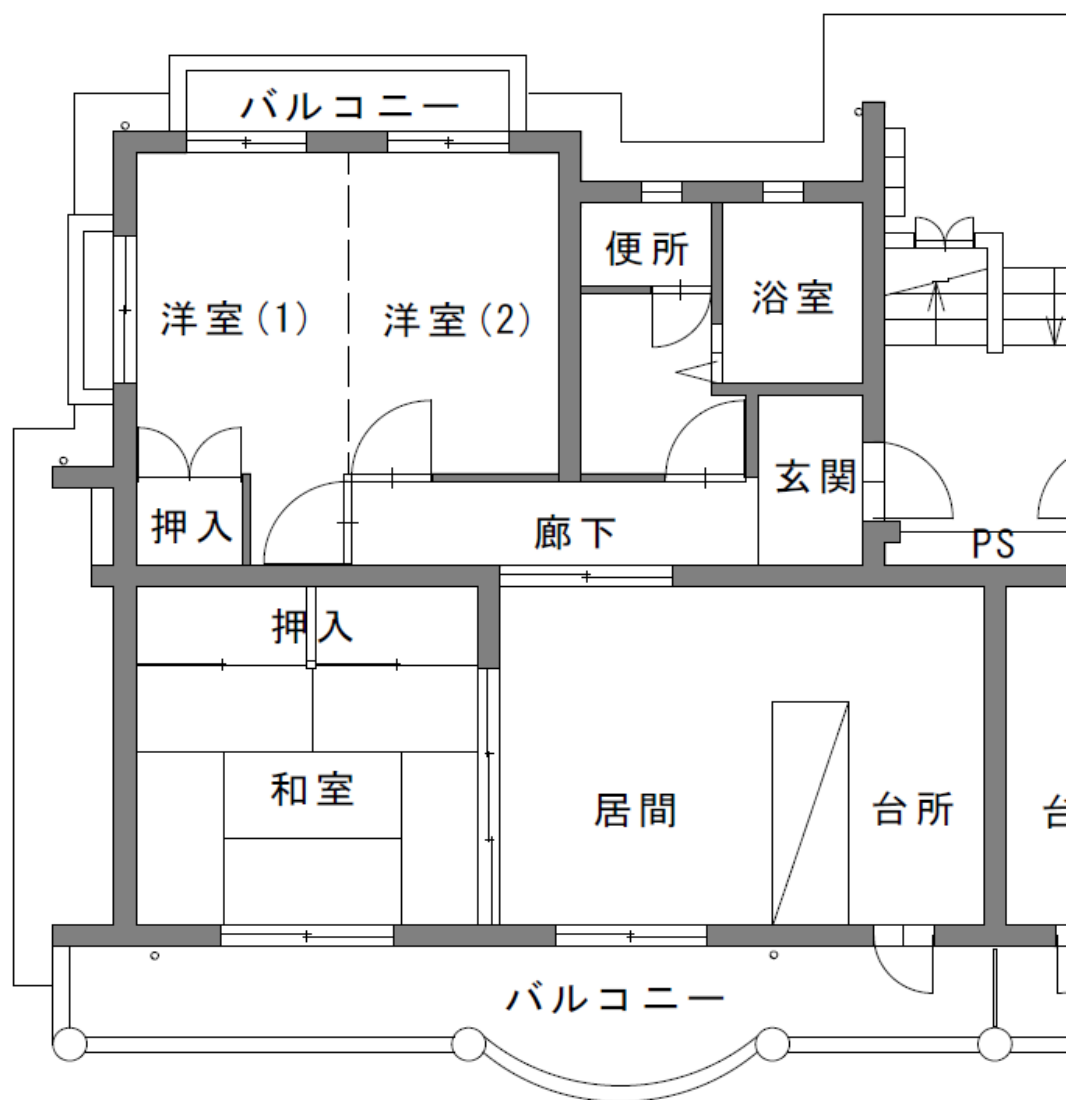 バルコニー
便所
浴室
洋室(1)
洋室(2)
玄関
押入
廊下
PS
押入
和室
居間
台所
台
バルコニー